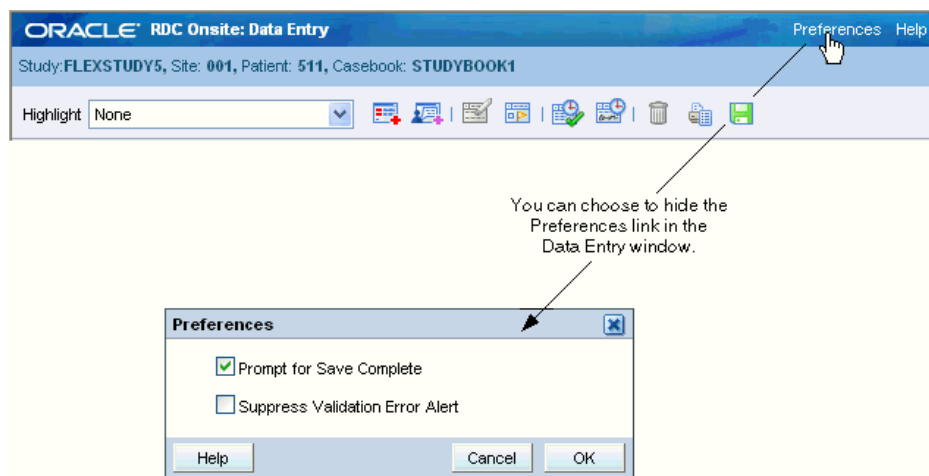 ORACLE RDC Onsite: Data Entry
Preferences Help
Study:FLEXSTUDY5, Site: 001, Patient: 511, Casebook: STUDYBOOK1
Highlight None
You can choose to hide the
Preferences link in the
Data Entry window.
Preferences
Prompt for Save Complete
Suppress Validation Error Alert
Help Cancel OK